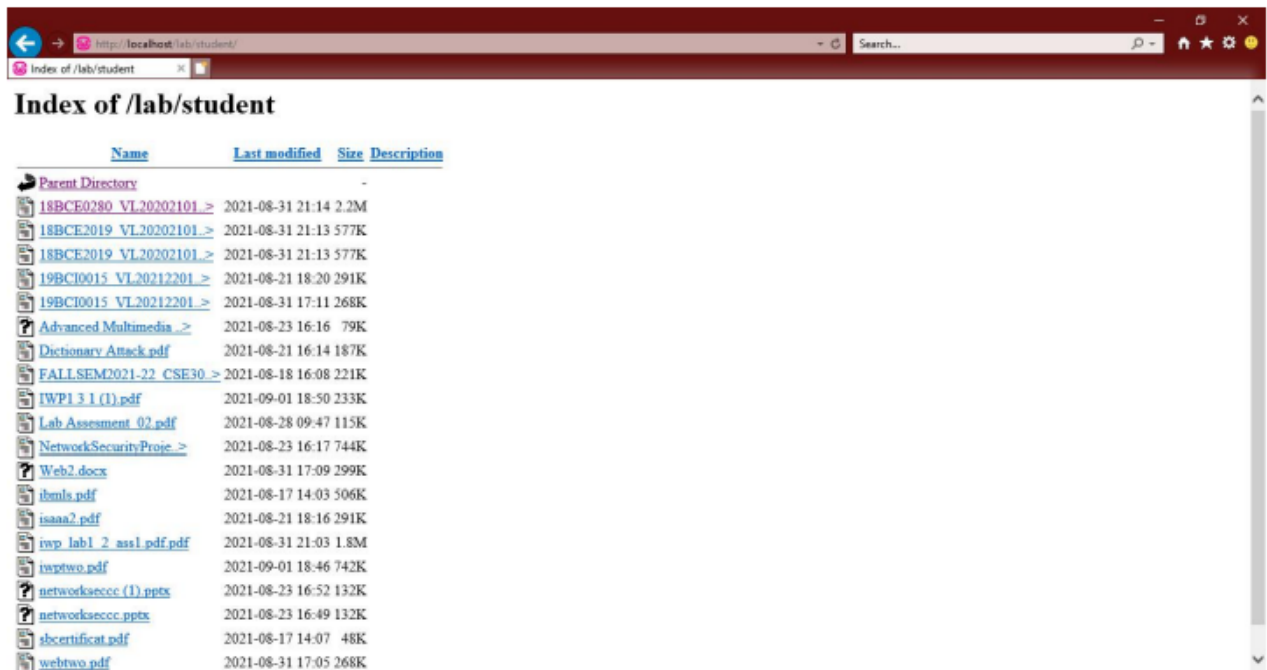 http://localhost/lab/student/
Search...
Index of /lab/student
Index of /lab/student
Name Last modified Size Description
Parent Directory -
18BCE0280_VL20202101..> 2021-08-31 21:14 2.2M
18BCE2019_VL20202101..> 2021-08-31 21:13 577K
18BCE2019_VL20202101..> 2021-08-31 21:13 577K
19BCI0015_VL20212201..> 2021-08-21 18:20 291K
19BCI0015_VL20212201..> 2021-08-31 17:11 268K
Advanced Multimedia ..> 2021-08-23 16:16 79K
Dictionary Attack.pdf 2021-08-21 16:14 187K
FALLSEM2021-22_CSE30..> 2021-08-18 16:08 221K
IWP1 3 1 (1).pdf 2021-09-01 18:50 233K
Lab Assesment_02.pdf 2021-08-28 09:47 115K
NetworkSecurityProje..> 2021-08-23 16:17 744K
Web2.docx 2021-08-31 17:09 299K
ibmls.pdf 2021-08-17 14:03 506K
isaaa2.pdf 2021-08-21 18:16 291K
iwp_lab1_2_ass1.pdf.pdf 2021-08-31 21:03 1.8M
iwptwo.pdf 2021-09-01 18:46 742K
networkseccc (1).pptx 2021-08-23 16:52 132K
networkseccc.pptx 2021-08-23 16:49 132K
sbcertificat.pdf 2021-08-17 14:07 48K
webtwo.pdf 2021-08-31 17:05 268K